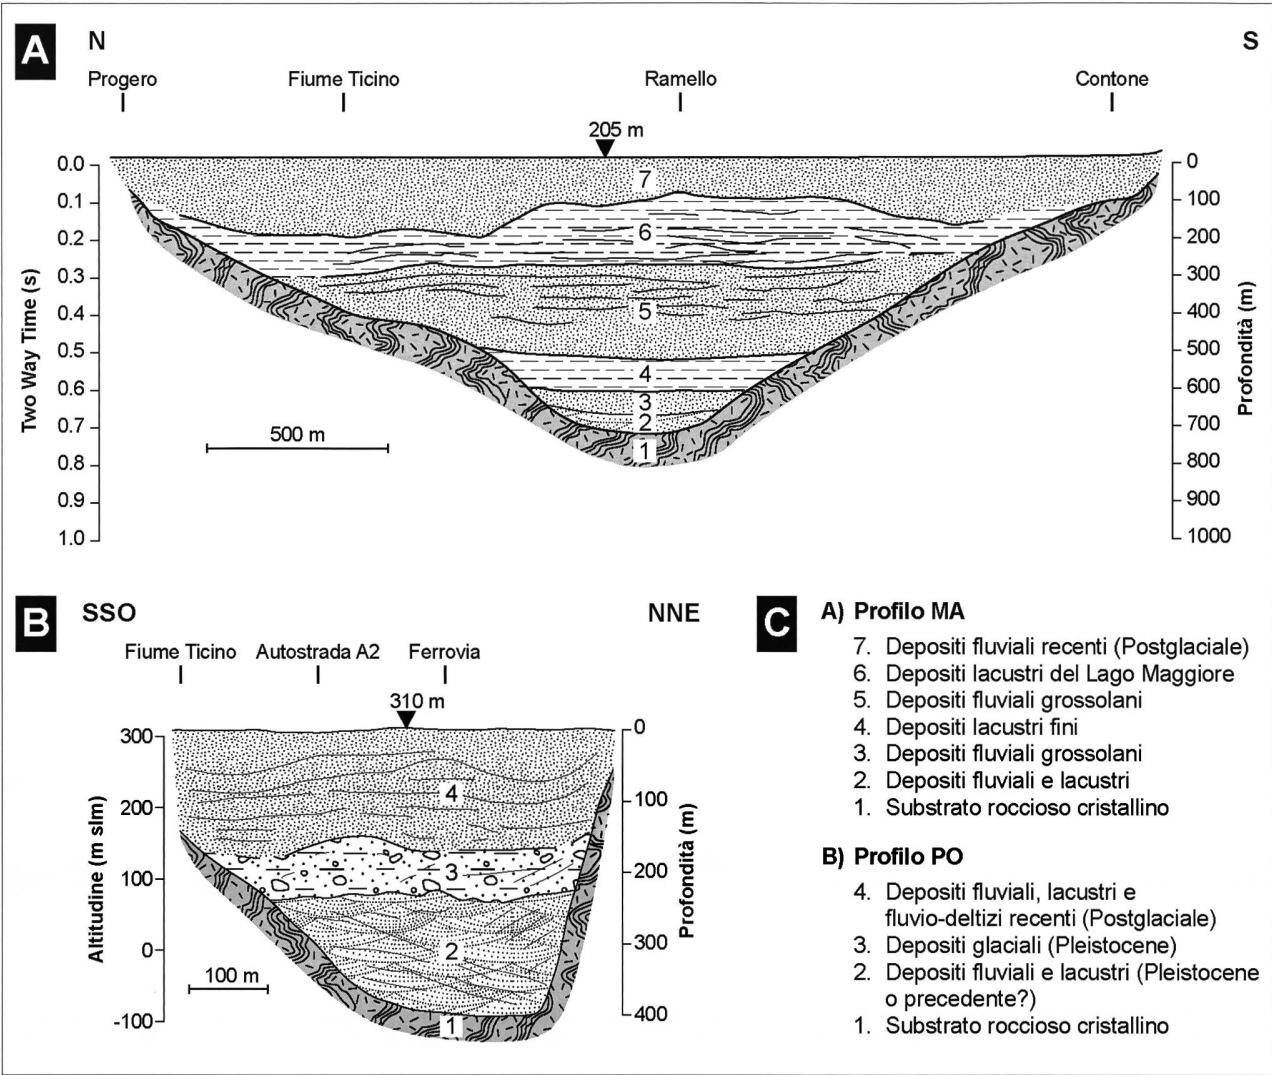 A
N
S
Progero
Fiume Ticino
Ramello
Contone
205 m
0.0
0.1
0.2
0.3
0.4
0.5
0.6
0.7
0.8
0.9
1.0
Two Way Time (s)
0
100
200
300
400
500
600
700
800
900
1000
Profondità (m)
7
6
5
4
3
2
1
500 m
B
SSO
NNE
Fiume Ticino
Autostrada A2
Ferrovia
310 m
300
200
100
0
-100
Altitudine (m slm)
0
100
200
300
400
Profondità (m)
4
3
2
1
100 m
C
A) Profilo MA
7. Depositi fluviali recenti (Postglaciale)
6. Depositi lacustri del Lago Maggiore
5. Depositi fluviali grossolani
4. Depositi lacustri fini
3. Depositi fluviali grossolani
2. Depositi fluviali e lacustri
1. Substrato roccioso cristallino
B) Profilo PO
4. Depositi fluviali, lacustri e
fluvio-deltizi recenti (Postglaciale)
3. Depositi glaciali (Pleistocene)
2. Depositi fluviali e lacustri (Pleistocene
o precedente?)
1. Substrato roccioso cristallino